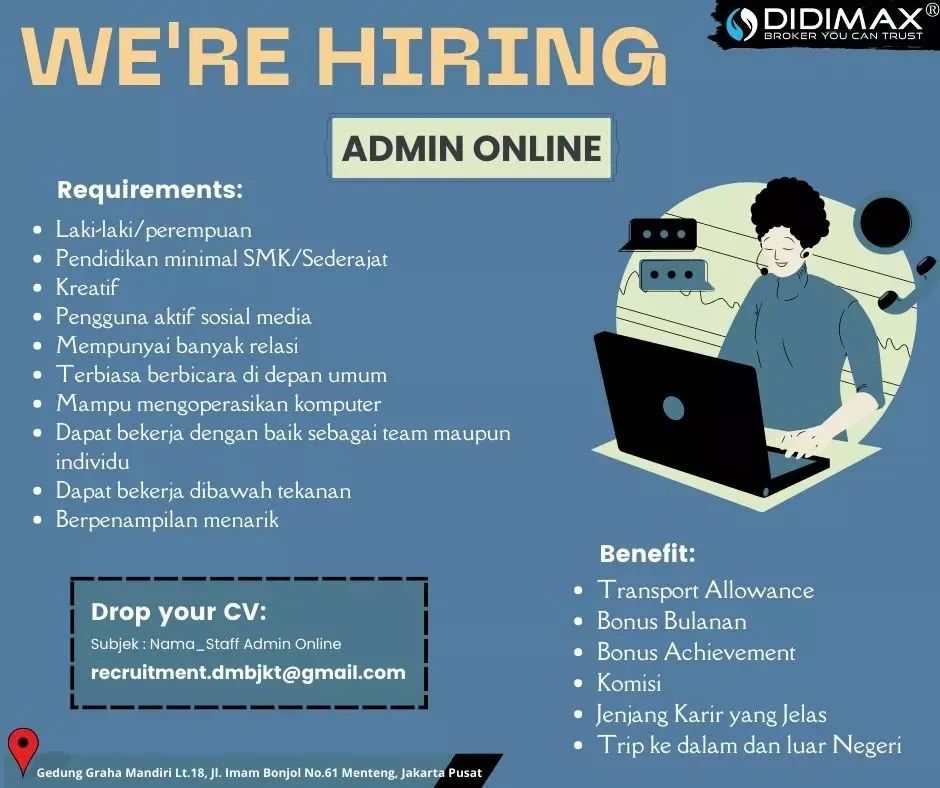 DIDIMAX®
BROKER YOU CAN TRUST
WE'RE HIRING
ADMIN ONLINE
Requirements:
• Laki-laki/perempuan
• Pendidikan minimal SMK/Sederajat
• Kreatif
• Pengguna aktif sosial media
• Mempunyai banyak relasi
• Terbiasa berbicara di depan umum
• Mampu mengoperasikan komputer
• Dapat bekerja dengan baik sebagai team maupun
individu
• Dapat bekerja dibawah tekanan
• Berpenampilan menarik
Drop your CV:
Subjek : Nama_Staff Admin Online
recruitment.dmbjkt@gmail.com
Benefit:
• Transport Allowance
• Bonus Bulanan
• Bonus Achievement
• Komisi
• Jenjang Karir yang Jelas
• Trip ke dalam dan luar Negeri
Gedung Graha Mandiri Lt.18, Jl. Imam Bonjol No.61 Menteng, Jakarta Pusat